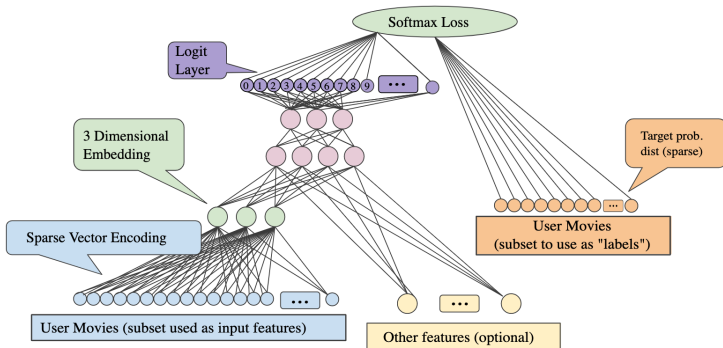 Softmax Loss
Logit
Layer
0 1 2 3 4 5 6 7 8 9 •••
3 Dimensional
Embedding
Target prob.
dist (sparse)
•••
User Movies
(subset to use as "labels")
Sparse Vector Encoding
•••
•••
User Movies (subset used as input features)
Other features (optional)